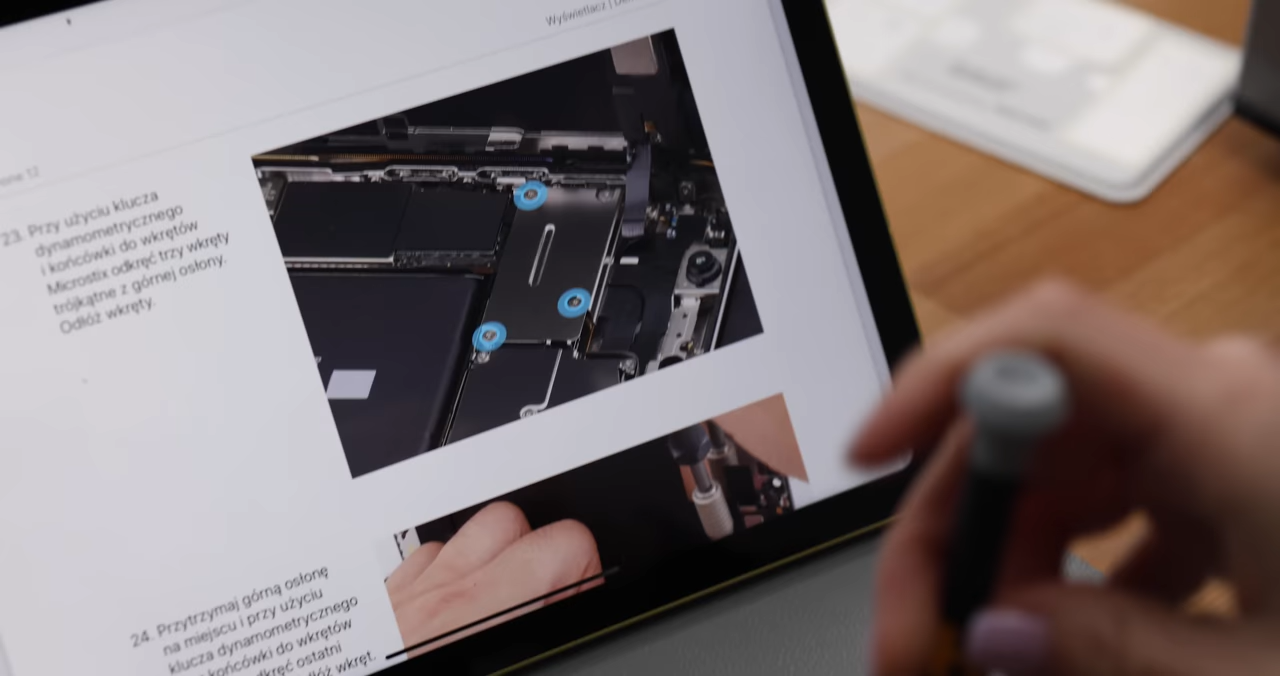 Wyświetlacz |
12
23. Przy użyciu klucza
dynamometrycznego
i końcówki do wkrętów
Microstix odkręć trzy wkręty
trójkątne z górnej osłony.
Odłóż wkręty.
24. Przytrzymaj górną osłonę
na miejscu i przy użyciu
klucza dynamometrycznego
końcówki do wkrętów
ostatni
wkręt.